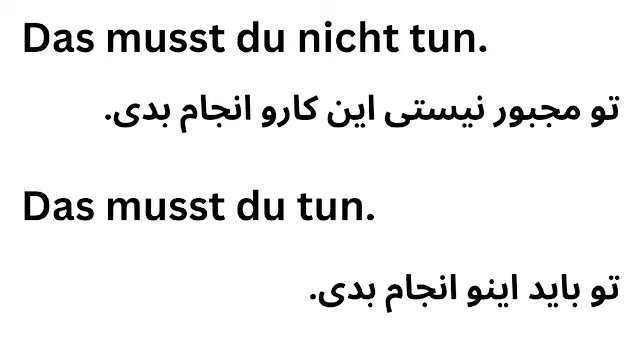 Das musst du nicht tun.
تو مجبور نیستی این کارو انجام بدی.
Das musst du tun.
تو باید اینو انجام بدی.